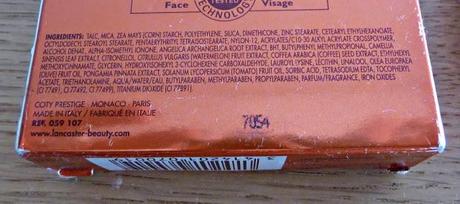 Face
TESTED
TECHNOLOGY
Visage
INGREDIENTS: TALC, MICA, ZEA MAYS (CORN STARCH), POLYETHYLENE, SILICA, DIMETHICONE, ZINC STEARATE, CETEARYL ETHYLHEXANOATE,
OCTYLDODECYL STEAROYL STEARATE, PENTAERYTHRITYL TETRAISOSTEARATE, NYLON-12, ACRYLATES/C10-30 ALKYL ACRYLATE CROSSPOLYMER,
ALCOHOL DENAT., ALPHA-ISOMETHYL IONONE, ANGELICA ARCHANGELICA ROOT EXTRACT, BHT, BUTYLPHENYL METHYLPROPIONAL, CAMELLIA
SINENSIS LEAF EXTRACT, CITRONELLOL, CITRULLUS VULGARIS (WATERMELON) FRUIT EXTRACT, COFFEA ARABICA (COFFEE) SEED EXTRACT, ETHYLHEXYL
METHOXYCINNAMATE, GLYCERIN, HYDROXYISOHEXYL 3-CYCLOHEXENE CARBOXALDEHYDE, LAUROYL LYSINE, LECITHIN, LINALOOL, OLEA EUROPAEA
(OLIVE) FRUIT OIL, PONGAMIA PINNATA EXTRACT, SOLANUM LYCOPERSICUM (TOMATO) FRUIT OIL, SORBIC ACID, TETRASODIUM EDTA, TOCOPHERYL
ACETATE, TRIETHANOLAMINE, AQUA/WATER/EAU, BUTYLPARABEN, METHYLPARABEN, PROPYLPARABEN, PARFUM/FRAGRANCE, IRON OXIDES
(CI 77491, CI 77492, CI 77499), TITANIUM DIOXIDE (CI 77891).
COTY PRESTIGE - MONACO - PARIS
MADE IN ITALY / FABRIQUÉ EN ITALIE
REF. 059 107
www.lancaster-beauty.com
7054